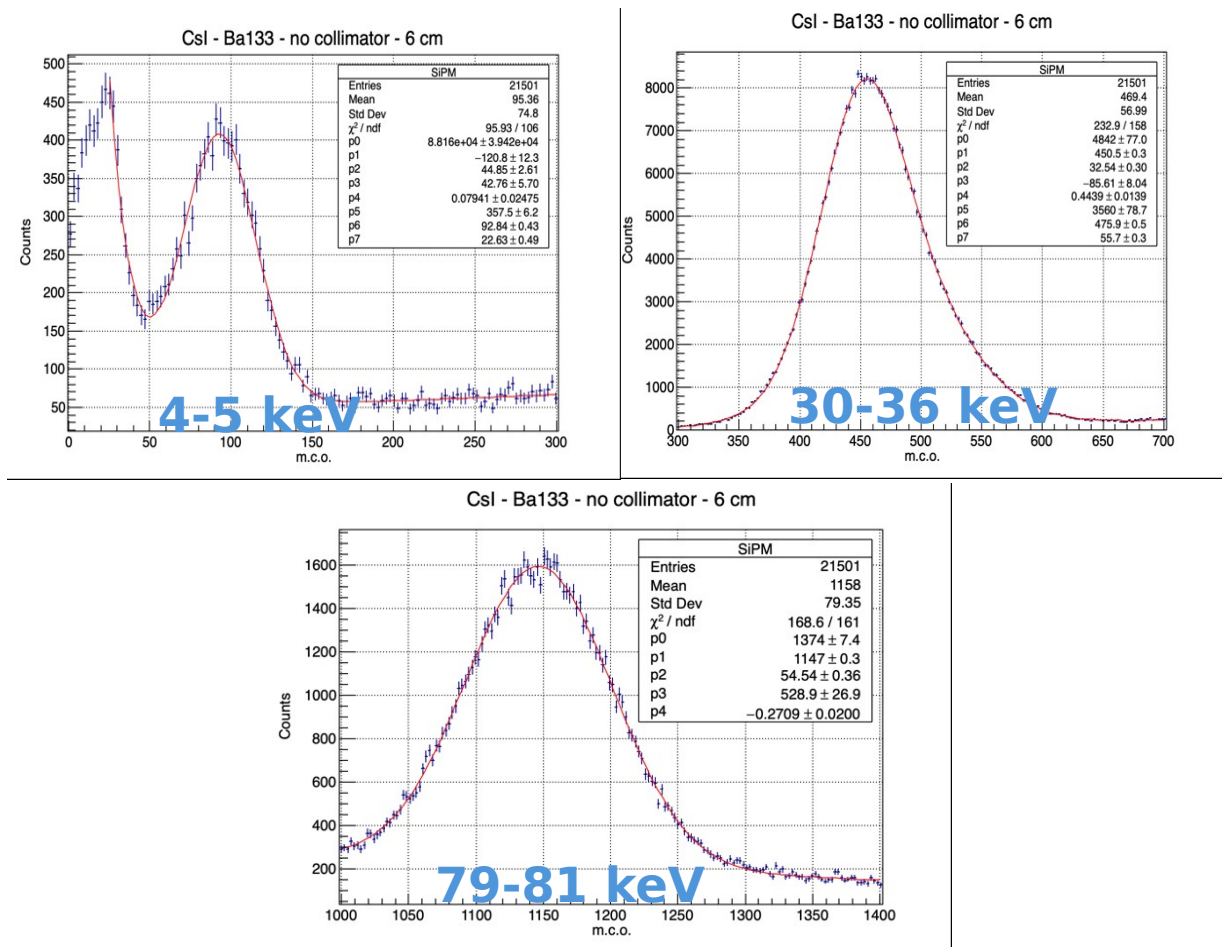 CsI - Ba133 - no collimator - 6 cm
SiPM
Entries 21501
Mean 95.36
Std Dev 74.8
χ² / ndf 95.93 / 106
p0 8.816e+04 ± 3.942e+04
p1 −120.8 ± 12.3
p2 44.85 ± 2.61
p3 42.76 ± 5.70
p4 0.07941 ± 0.02475
p5 357.5 ± 6.2
p6 92.84 ± 0.43
p7 22.63 ± 0.49
Counts
500
450
400
350
300
250
200
150
100
50
4-5 keV
0 50 100 150 200 250 300
m.c.o.
CsI - Ba133 - no collimator - 6 cm
SiPM
Entries 21501
Mean 469.4
Std Dev 56.99
χ² / ndf 232.9 / 158
p0 4842 ± 77.0
p1 450.5 ± 0.3
p2 32.54 ± 0.30
p3 −85.61 ± 8.04
p4 0.4439 ± 0.0139
p5 3560 ± 78.7
p6 475.9 ± 0.5
p7 55.7 ± 0.3
Counts
8000
7000
6000
5000
4000
3000
2000
1000
0
30-36 keV
300 350 400 450 500 550 600 650 700
m.c.o.
CsI - Ba133 - no collimator - 6 cm
SiPM
Entries 21501
Mean 1158
Std Dev 79.35
χ² / ndf 168.6 / 161
p0 1374 ± 7.4
p1 1147 ± 0.3
p2 54.54 ± 0.36
p3 528.9 ± 26.9
p4 −0.2709 ± 0.0200
Counts
1600
1400
1200
1000
800
600
400
200
79-81 keV
1000 1050 1100 1150 1200 1250 1300 1350 1400
m.c.o.